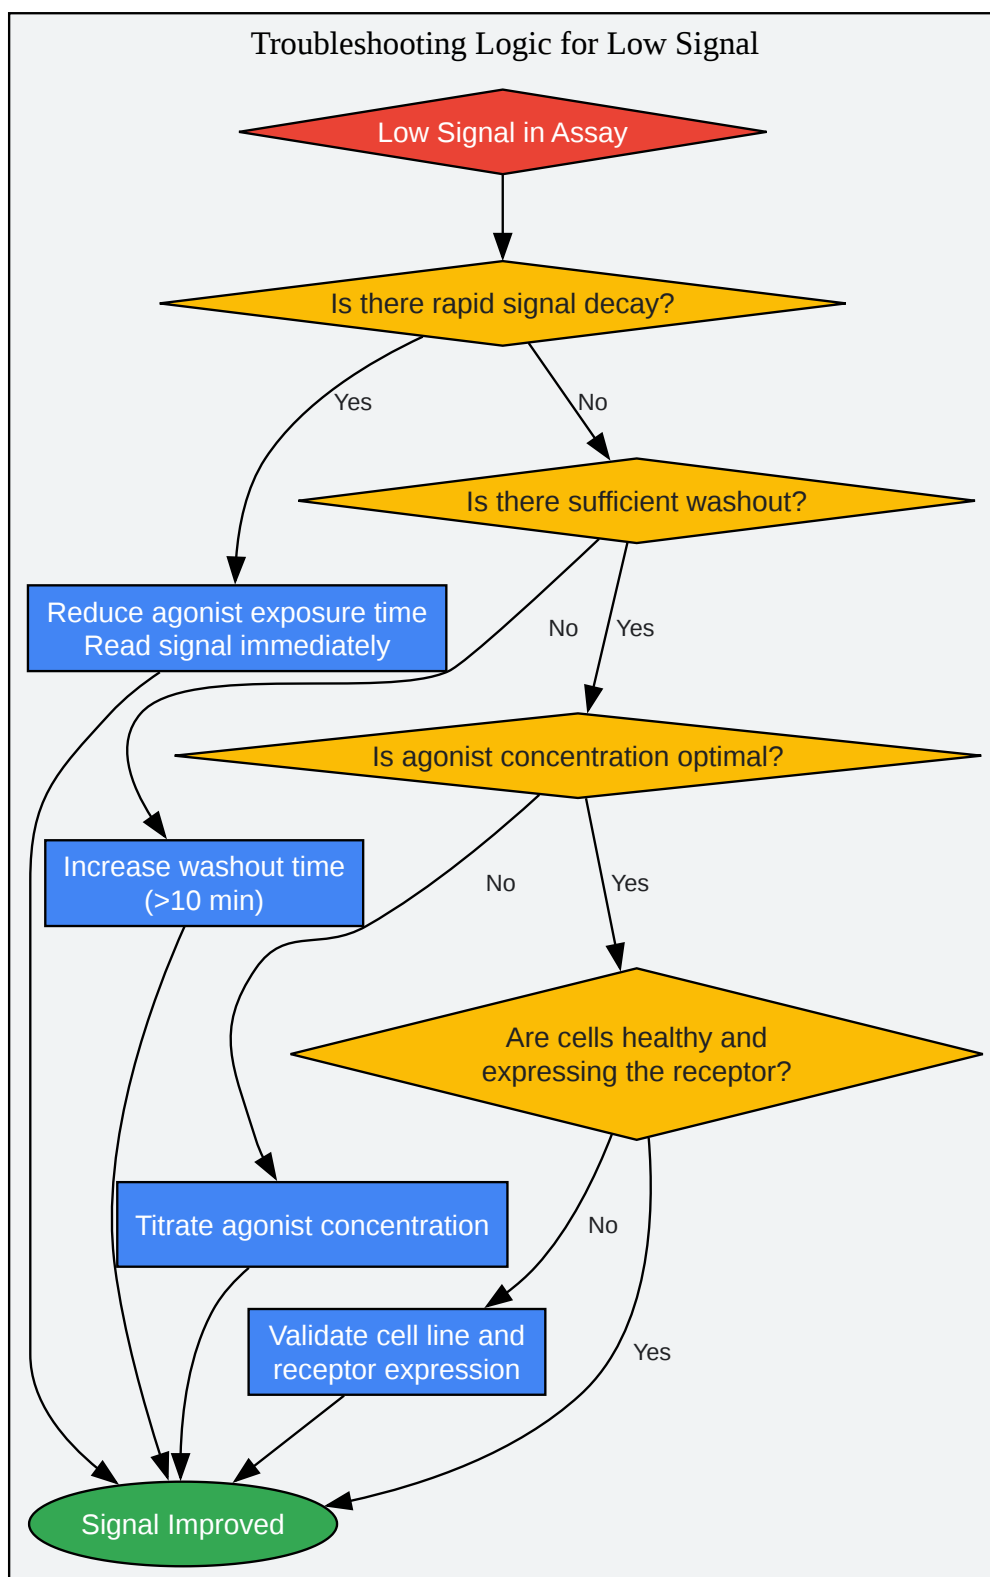 Troubleshooting Logic for Low Signal
Low Signal in Assay
Is there rapid signal decay?
Yes
No
Is there sufficient washout?
Reduce agonist exposure time
Read signal immediately
No
Yes
Is agonist concentration optimal?
Increase washout time
(>10 min)
No
Yes
Are cells healthy and
expressing the receptor?
Titrate agonist concentration
No
Validate cell line and
receptor expression
Yes
Signal Improved